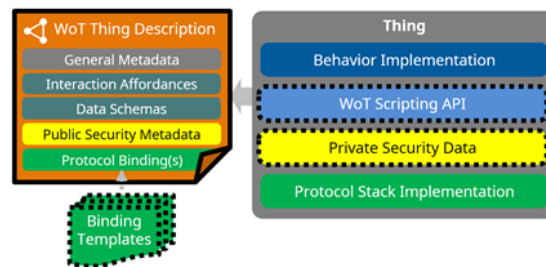 WoT Thing Description
General Metadata
Interaction Affordances
Data Schemas
Public Security Metadata
Protocol Binding(s)
Binding
Templates
Thing
Behavior Implementation
WoT Scripting API
Private Security Data
Protocol Stack Implementation